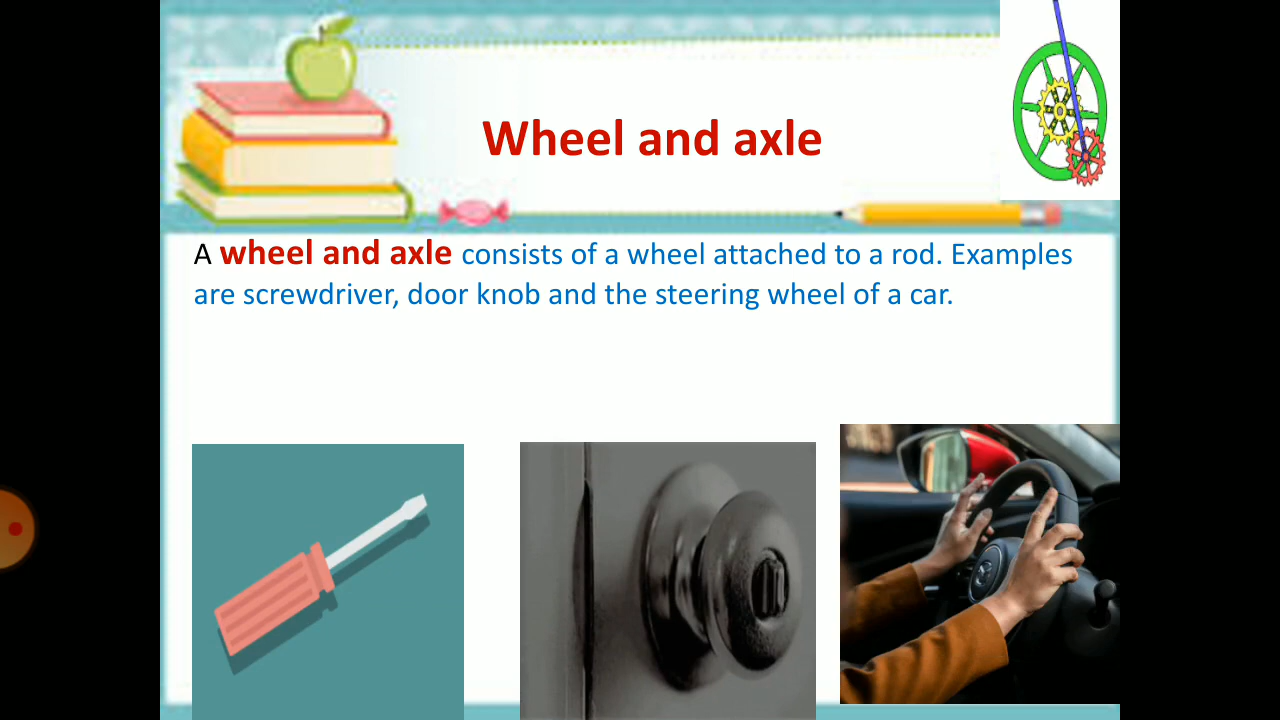 Wheel and axle
A wheel and axle consists of a wheel attached to a rod. Examples
are screwdriver, door knob and the steering wheel of a car.